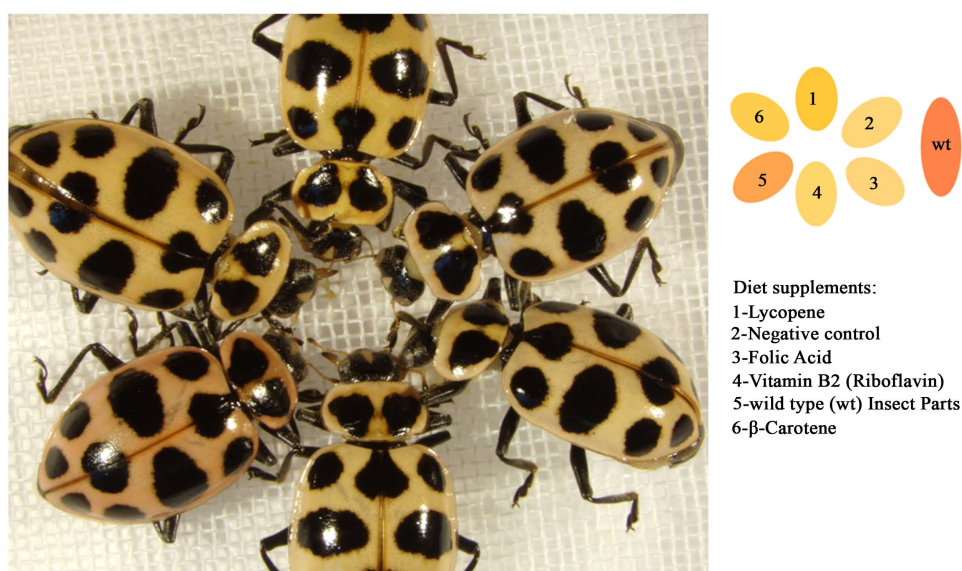 1
6
2
wt
5
3
4
Diet supplements:
1-Lycopene
2-Negative control
3-Folic Acid
4-Vitamin B2 (Riboflavin)
5-wild type (wt) Insect Parts
6-β-Carotene